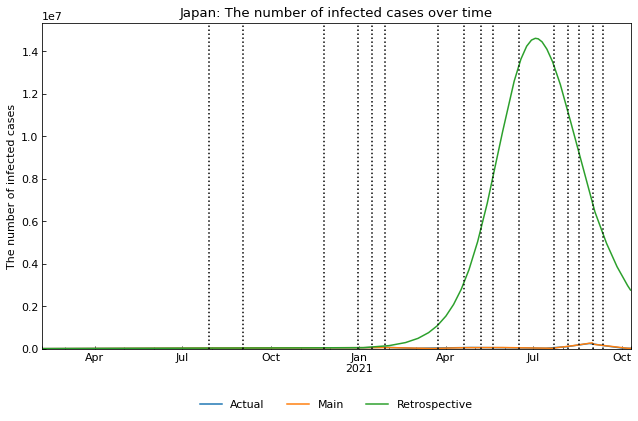 Japan: The number of infected cases over time
1e7
The number of infected cases
1.4
1.2
1.0
0.8
0.6
0.4
0.2
0.0
Apr Jul Oct Jan Apr Jul Oct
2021
Actual Main Retrospective